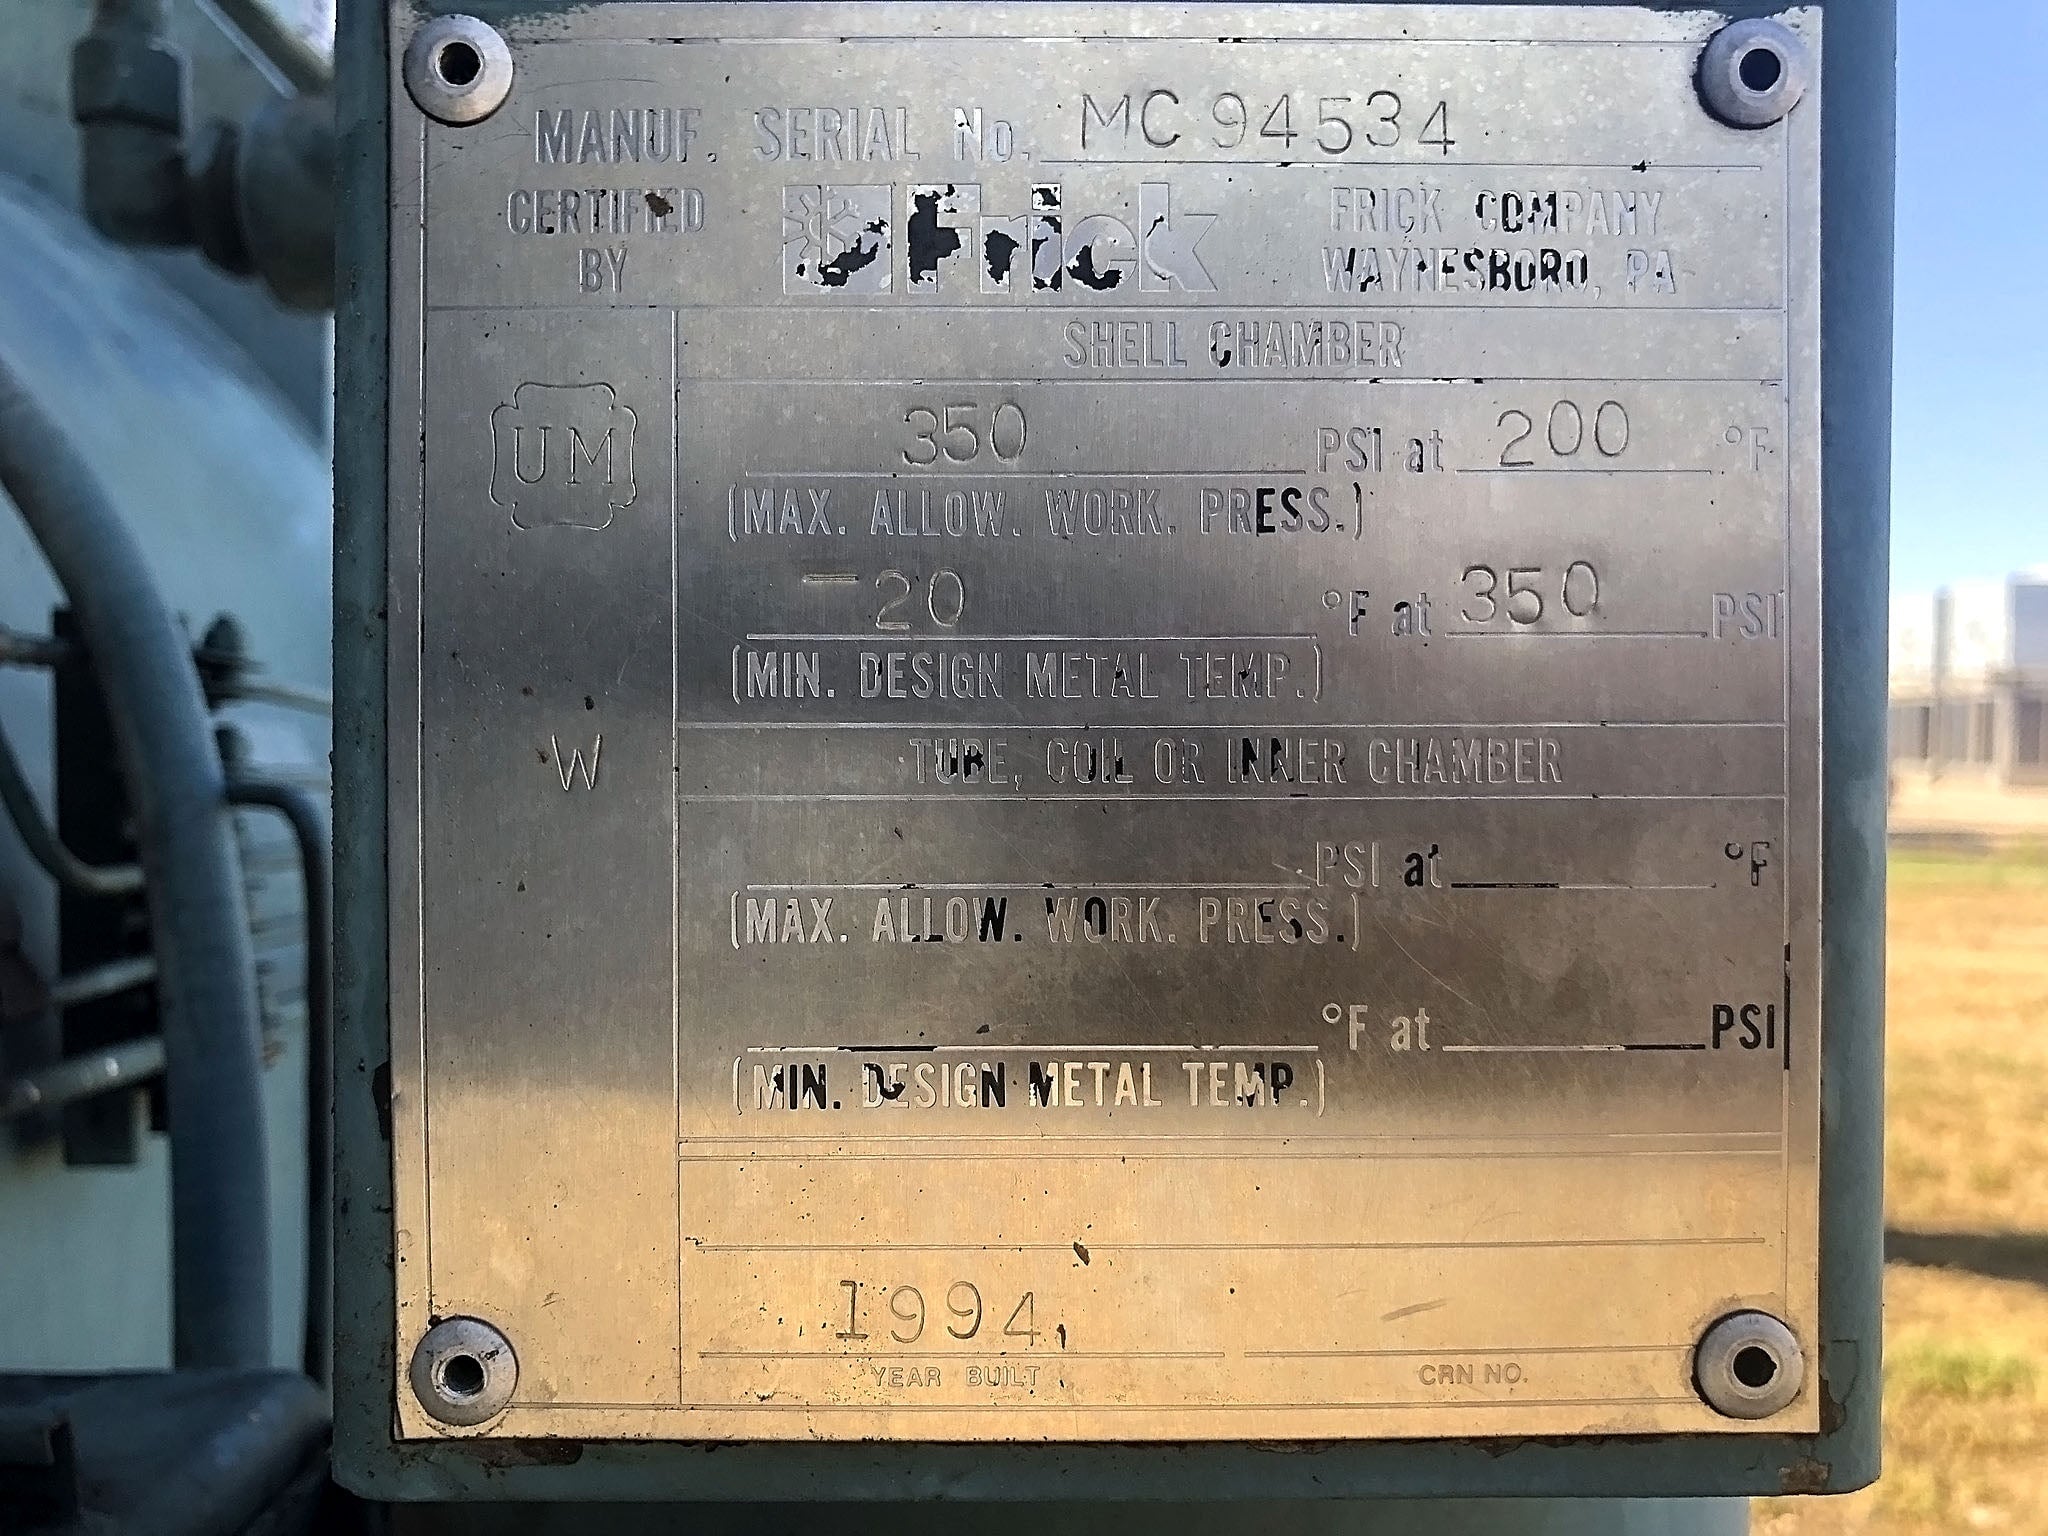 MANUF. SERIAL No. MC 94534
CERTIFIED BY Frick FRICK COMPANY
WAYNESBORO, PA
SHELL CHAMBER
UM
350 PSI at 200 °F
(MAX. ALLOW. WORK. PRESS.)
-20 °F at 350 PSI
(MIN. DESIGN METAL TEMP.)
W
TUBE, COIL OR INNER CHAMBER
PSI at °F
(MAX. ALLOW. WORK. PRESS.)
°F at PSI
(MIN. DESIGN METAL TEMP.)
1994
YEAR BUILT CRN NO.